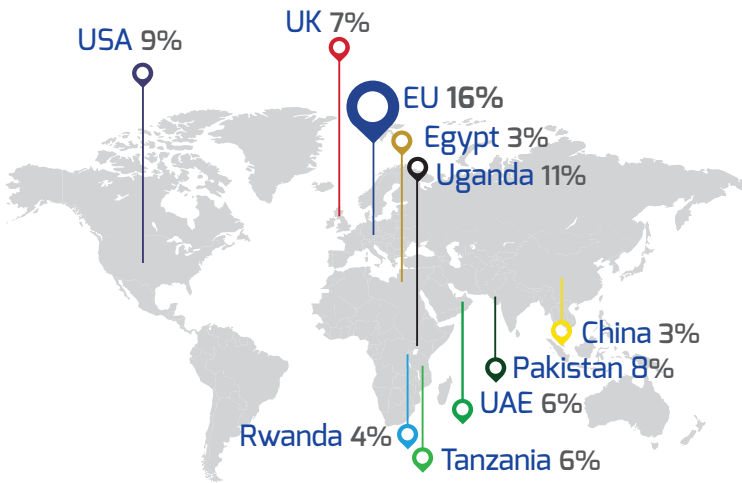 UK 7%
USA 9%
EU 16%
Egypt 3%
Uganda 11%
China 3%
Pakistan 8%
UAE 6%
Rwanda 4%
Tanzania 6%